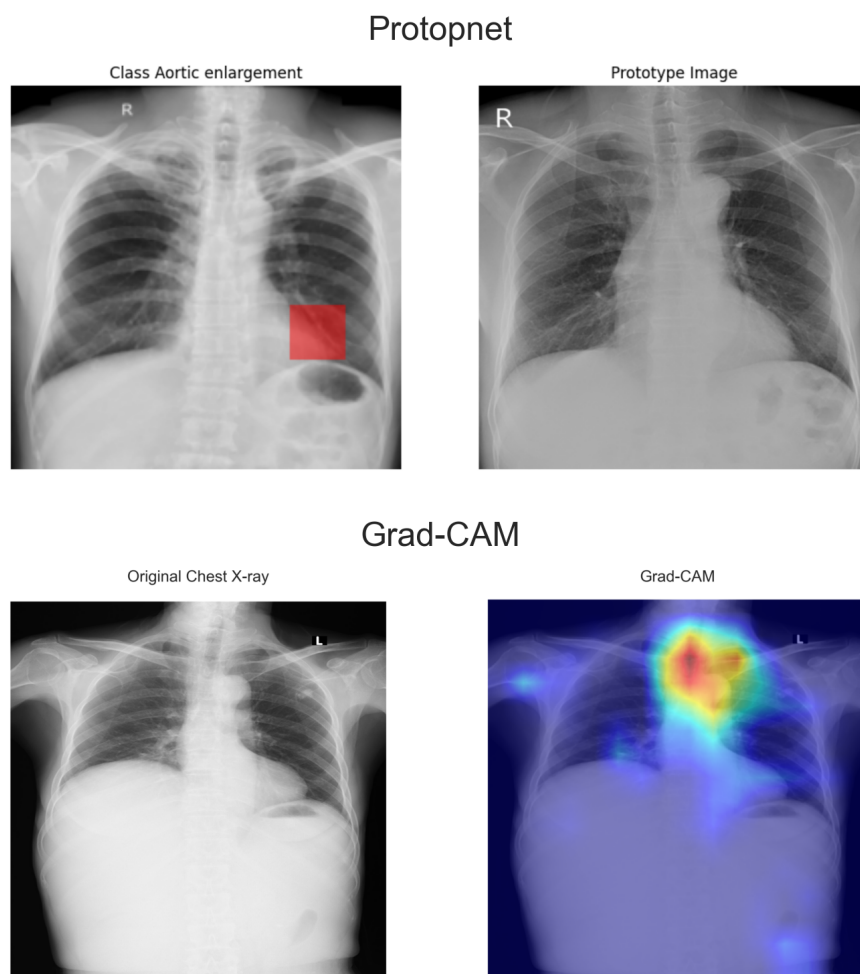 Protopnet
Class Aortic enlargement
Prototype Image
R
R
Grad-CAM
Original Chest X-ray
Grad-CAM
L
L